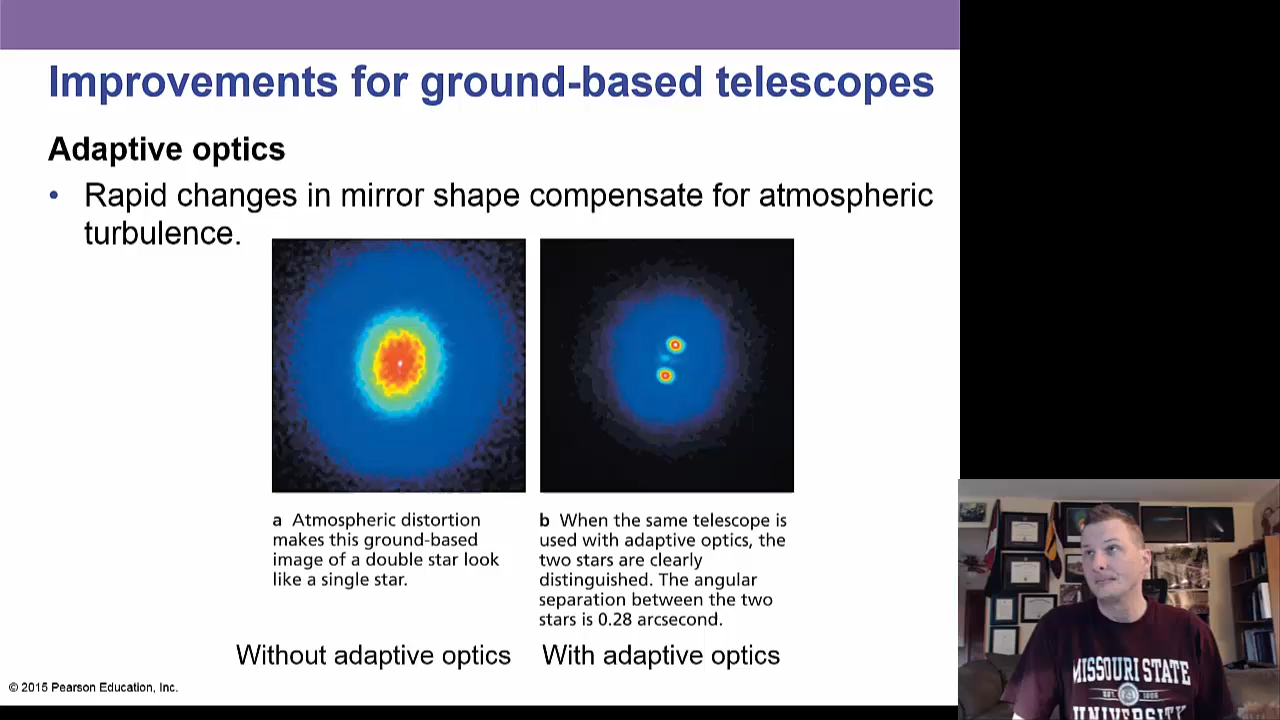 Improvements for ground-based telescopes
Adaptive optics
• Rapid changes in mirror shape compensate for atmospheric
turbulence.
a Atmospheric distortion
makes this ground-based
image of a double star look
like a single star.
b When the same telescope is
used with adaptive optics, the
two stars are clearly
distinguished. The angular
separation between the two
stars is 0.28 arcsecond.
Without adaptive optics
With adaptive optics
© 2015 Pearson Education, Inc.
MISSOURI STATE
UNIVERSITY